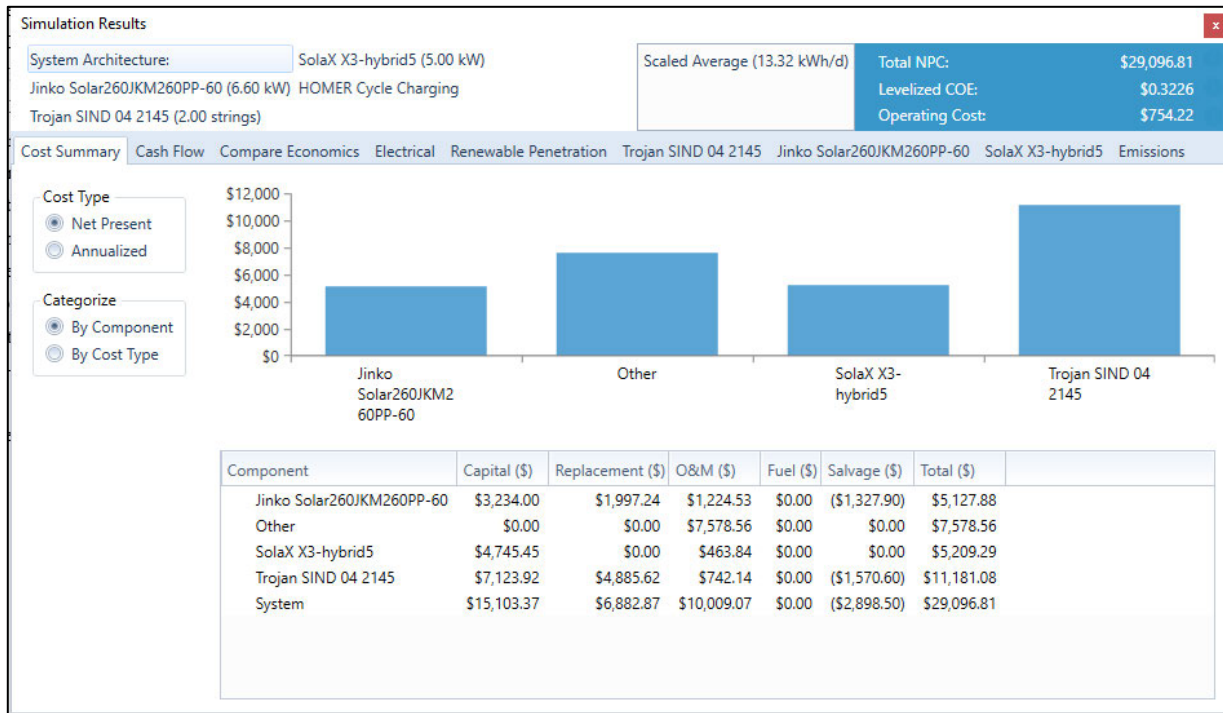 Simulation Results
x
System Architecture:
SolaX X3-hybrid5 (5.00 kW)
Jinko Solar260JKM260PP-60 (6.60 kW)
HOMER Cycle Charging
Trojan SIND 04 2145 (2.00 strings)
Scaled Average (13.32 kWh/d)
Total NPC: $29,096.81
Levelized COE: $0.3226
Operating Cost: $754.22
Cost Summary Cash Flow Compare Economics Electrical Renewable Penetration Trojan SIND 04 2145 Jinko Solar260JKM260PP-60 SolaX X3-hybrid5 Emissions
Cost Type
Net Present
Annualized
Categorize
By Component
By Cost Type
$12,000
$10,000
$8,000
$6,000
$4,000
$2,000
$0
Jinko
Solar260JKM2
60PP-60
Other
SolaX X3-
hybrid5
Trojan SIND 04
2145
Component Capital ($) Replacement ($) O&M ($) Fuel ($) Salvage ($) Total ($)
Jinko Solar260JKM260PP-60 $3,234.00 $1,997.24 $1,224.53 $0.00 ($1,327.90) $5,127.88
Other $0.00 $0.00 $7,578.56 $0.00 $0.00 $7,578.56
SolaX X3-hybrid5 $4,745.45 $0.00 $463.84 $0.00 $0.00 $5,209.29
Trojan SIND 04 2145 $7,123.92 $4,885.62 $742.14 $0.00 ($1,570.60) $11,181.08
System $15,103.37 $6,882.87 $10,009.07 $0.00 ($2,898.50) $29,096.81